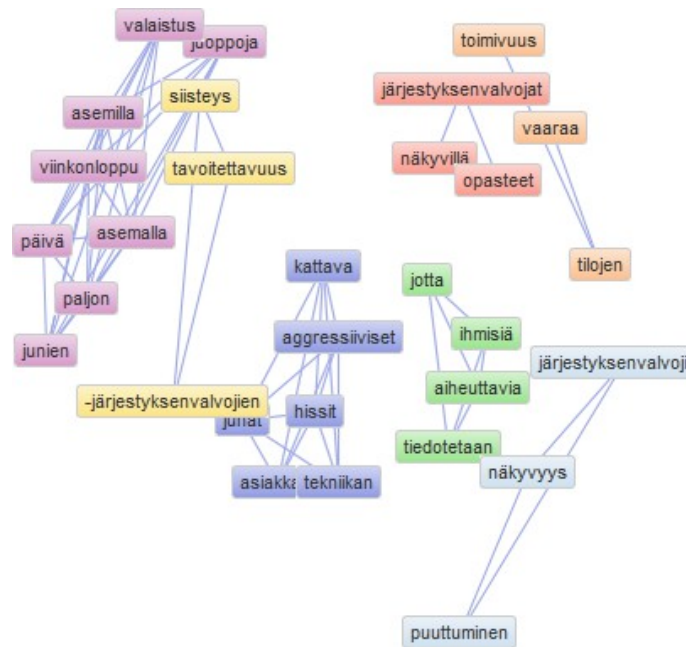 valaistus
juoppoja
toimivuus
siisteys
järjestyksenvalvojat
asemilla
vaaraa
viinkonloppu
tavoitettavuus
näkyvillä
opasteet
päivä
asemalla
kattava
tilojen
jotta
paljon
junien
aggressiiviset
ihmisiä
järjestyksenvalvoji
aiheuttavia
-järjestyksenvalvojien
hissit
junat
tiedotetaan
näkyvyys
asiakka
tekniikan
puuttuminen